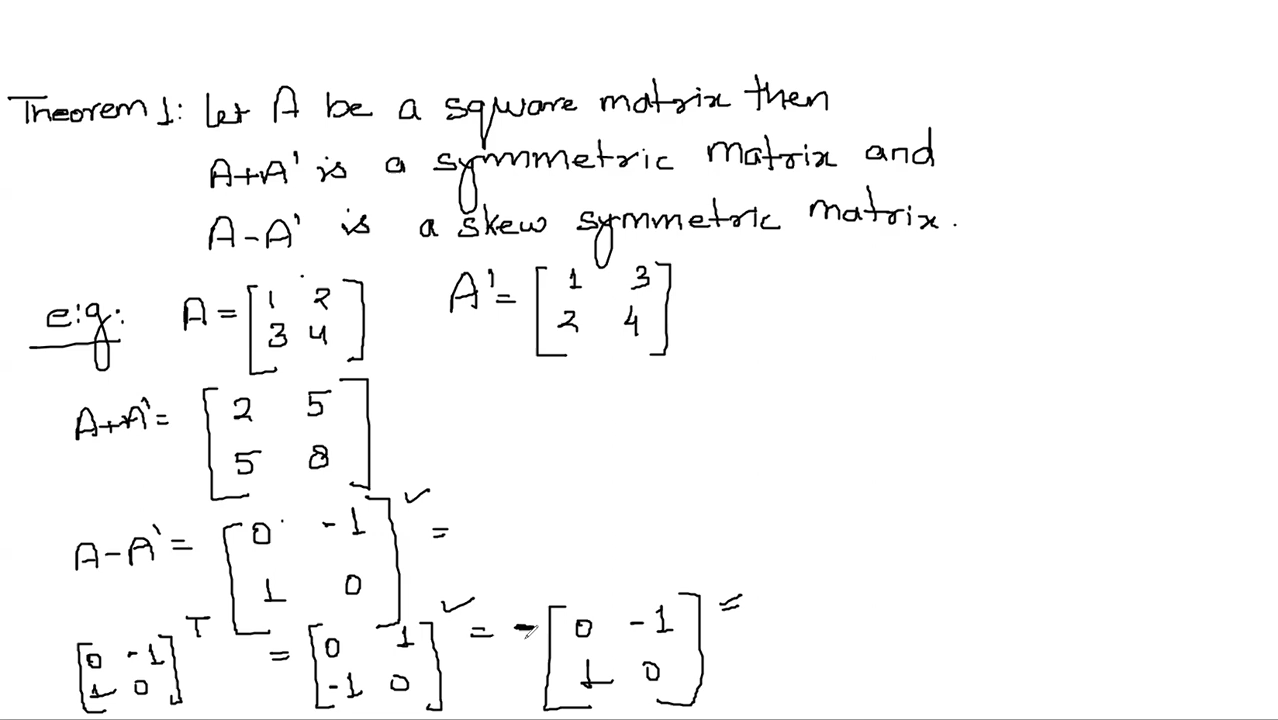 Theorem 1: Let A be a square matrix then
A+A' is a symmetric matrix and
A-A' is a skew symmetric matrix.
e.g: A = [1 2 3 4] A' = [1 3 2 4]
A+A' = [2 5 5 8]
A-A' = [0 -1 1 0] ✓ =
[0 -1 1 0]ᵀ = [0 1 -1 0] ✓ = -[0 -1 1 0] =